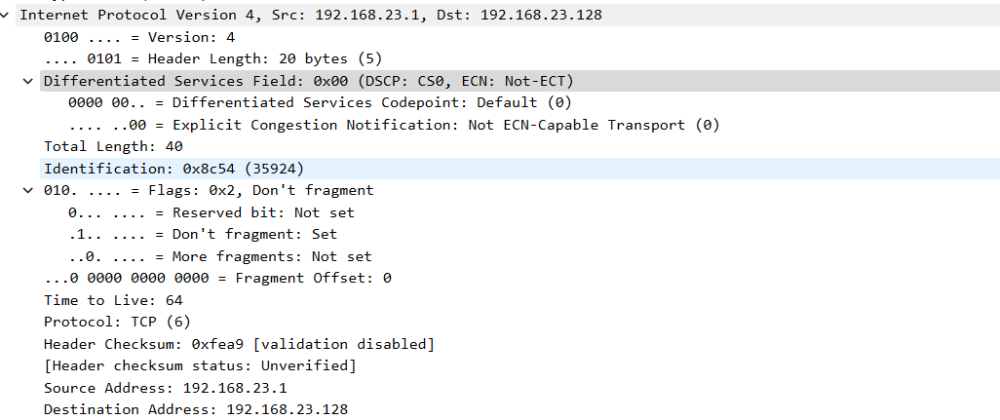 Internet Protocol Version 4, Src: 192.168.23.1, Dst: 192.168.23.128
0100 .... = Version: 4
.... 0101 = Header Length: 20 bytes (5)
Differentiated Services Field: 0x00 (DSCP: CS0, ECN: Not-ECT)
0000 00.. = Differentiated Services Codepoint: Default (0)
.... ..00 = Explicit Congestion Notification: Not ECN-Capable Transport (0)
Total Length: 40
Identification: 0x8c54 (35924)
010. .... = Flags: 0x2, Don't fragment
0... .... = Reserved bit: Not set
.1.. .... = Don't fragment: Set
..0. .... = More fragments: Not set
...0 0000 0000 0000 = Fragment Offset: 0
Time to Live: 64
Protocol: TCP (6)
Header Checksum: 0xfea9 [validation disabled]
[Header checksum status: Unverified]
Source Address: 192.168.23.1
Destination Address: 192.168.23.128